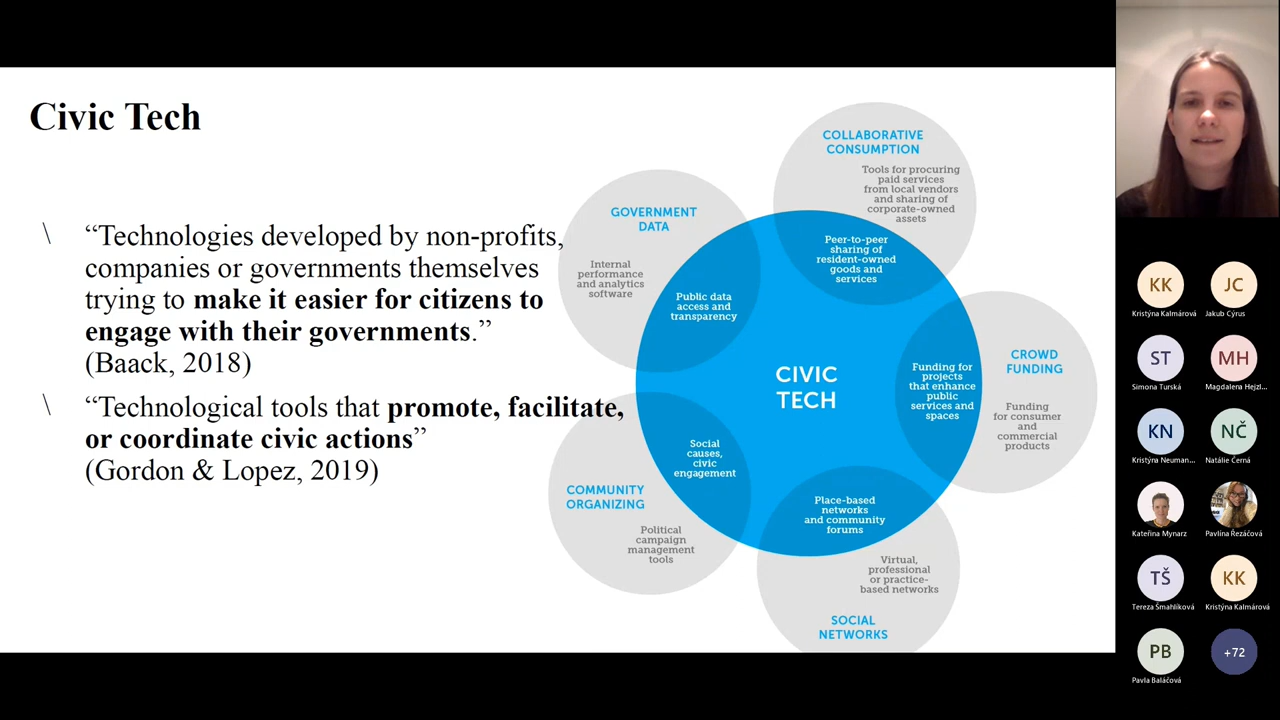 Civic Tech
\ “Technologies developed by non-profits,
companies or governments themselves
trying to make it easier for citizens to
engage with their governments.”
(Baack, 2018)
\ “Technological tools that promote, facilitate,
or coordinate civic actions”
(Gordon & Lopez, 2019)
COLLABORATIVE
CONSUMPTION
Tools for procuring
paid services
from local vendors
and sharing of
corporate-owned
assets
Peer-to-peer
sharing of
resident-owned
goods and
services
GOVERNMENT
DATA
Internal
performance
and analytics
software
Public data
access and
transparency
CIVIC
TECH
Funding for
projects
that enhance
public
services and
spaces
CROWD
FUNDING
Funding
for consumer
and
commercial
products
Social
causes,
civic
engagement
COMMUNITY
ORGANIZING
Political
campaign
management
tools
Place-based
networks
and community
forums
Virtual,
professional
or practice-
based networks
SOCIAL
NETWORKS
KK
JC
Kristýna Kalmárová
Jakub Cýrus
ST
MH
Simona Turská
Magdalena Hejzl...
KN
NČ
Kristýna Neuman...
Natálie Černá
Kateřina Mynarz
Pavlína Řezáčová
TŠ
KK
Tereza Šmahlíková
Kristýna Kalmárová
PB
+72
Pavla Baláčová